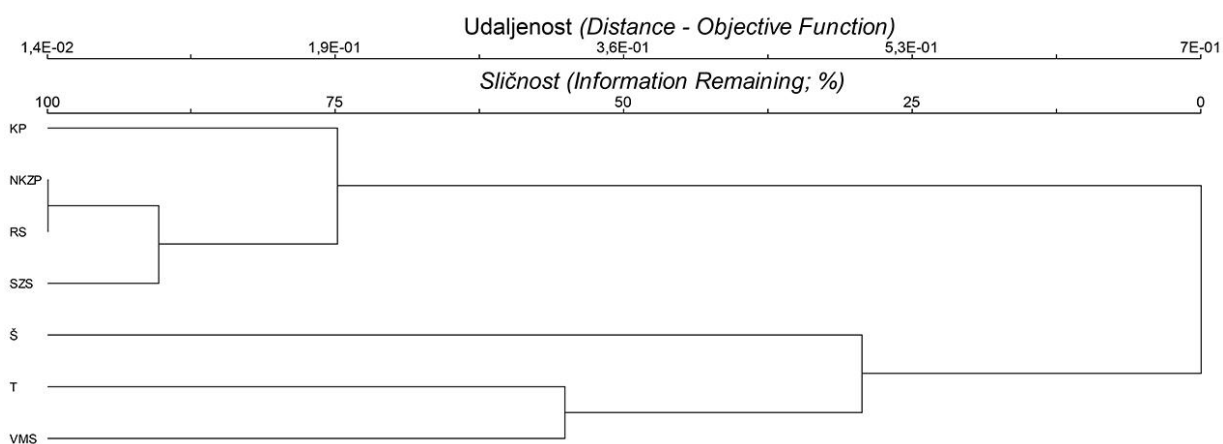 Udaljenost (Distance - Objective Function)
1,4E-02 1,9E-01 3,6E-01 5,3E-01 7E-01
Sličnost (Information Remaining; %)
100 75 50 25 0
KP
NKZP
RS
SZS
Š
T
VMS